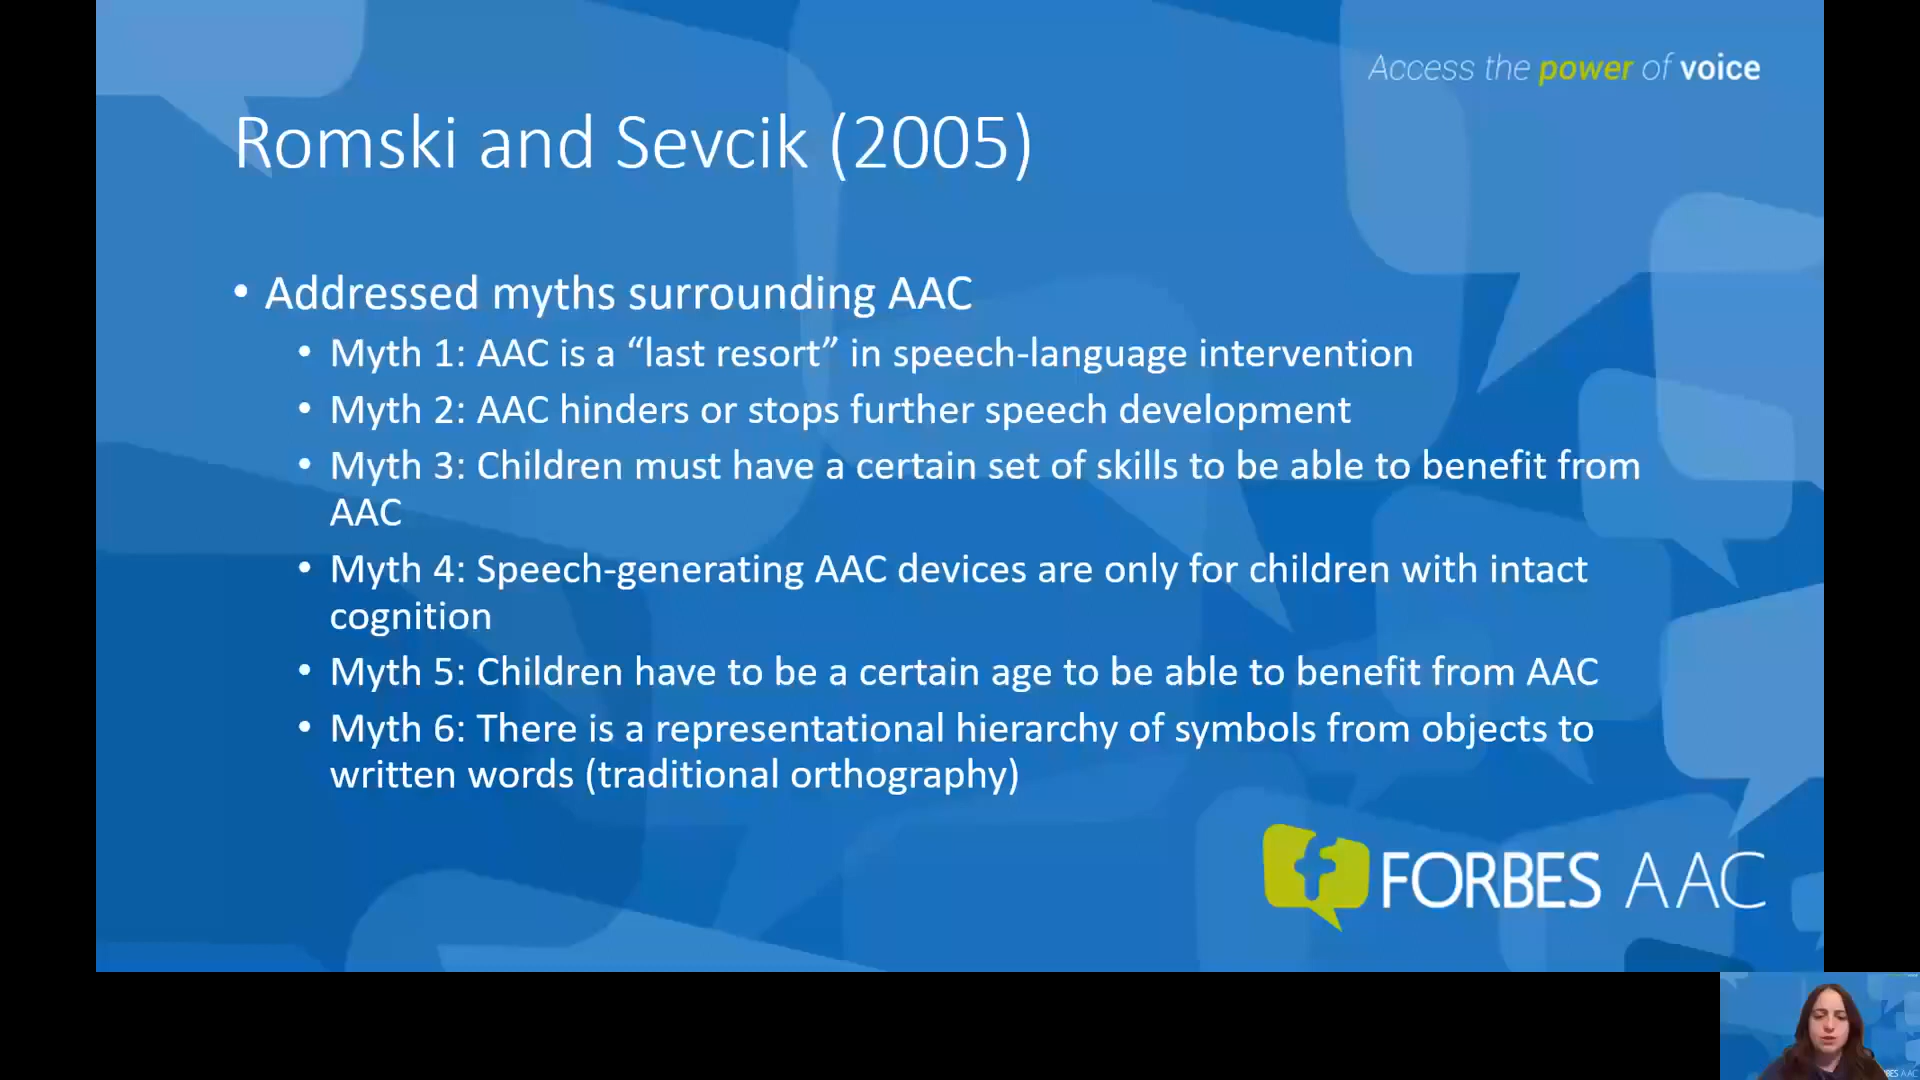 Access the power of voice
Romski and Sevcik (2005)
• Addressed myths surrounding AAC
• Myth 1: AAC is a “last resort” in speech-language intervention
• Myth 2: AAC hinders or stops further speech development
• Myth 3: Children must have a certain set of skills to be able to benefit from
AAC
• Myth 4: Speech-generating AAC devices are only for children with intact
cognition
• Myth 5: Children have to be a certain age to be able to benefit from AAC
• Myth 6: There is a representational hierarchy of symbols from objects to
written words (traditional orthography)
f FORBES AAC